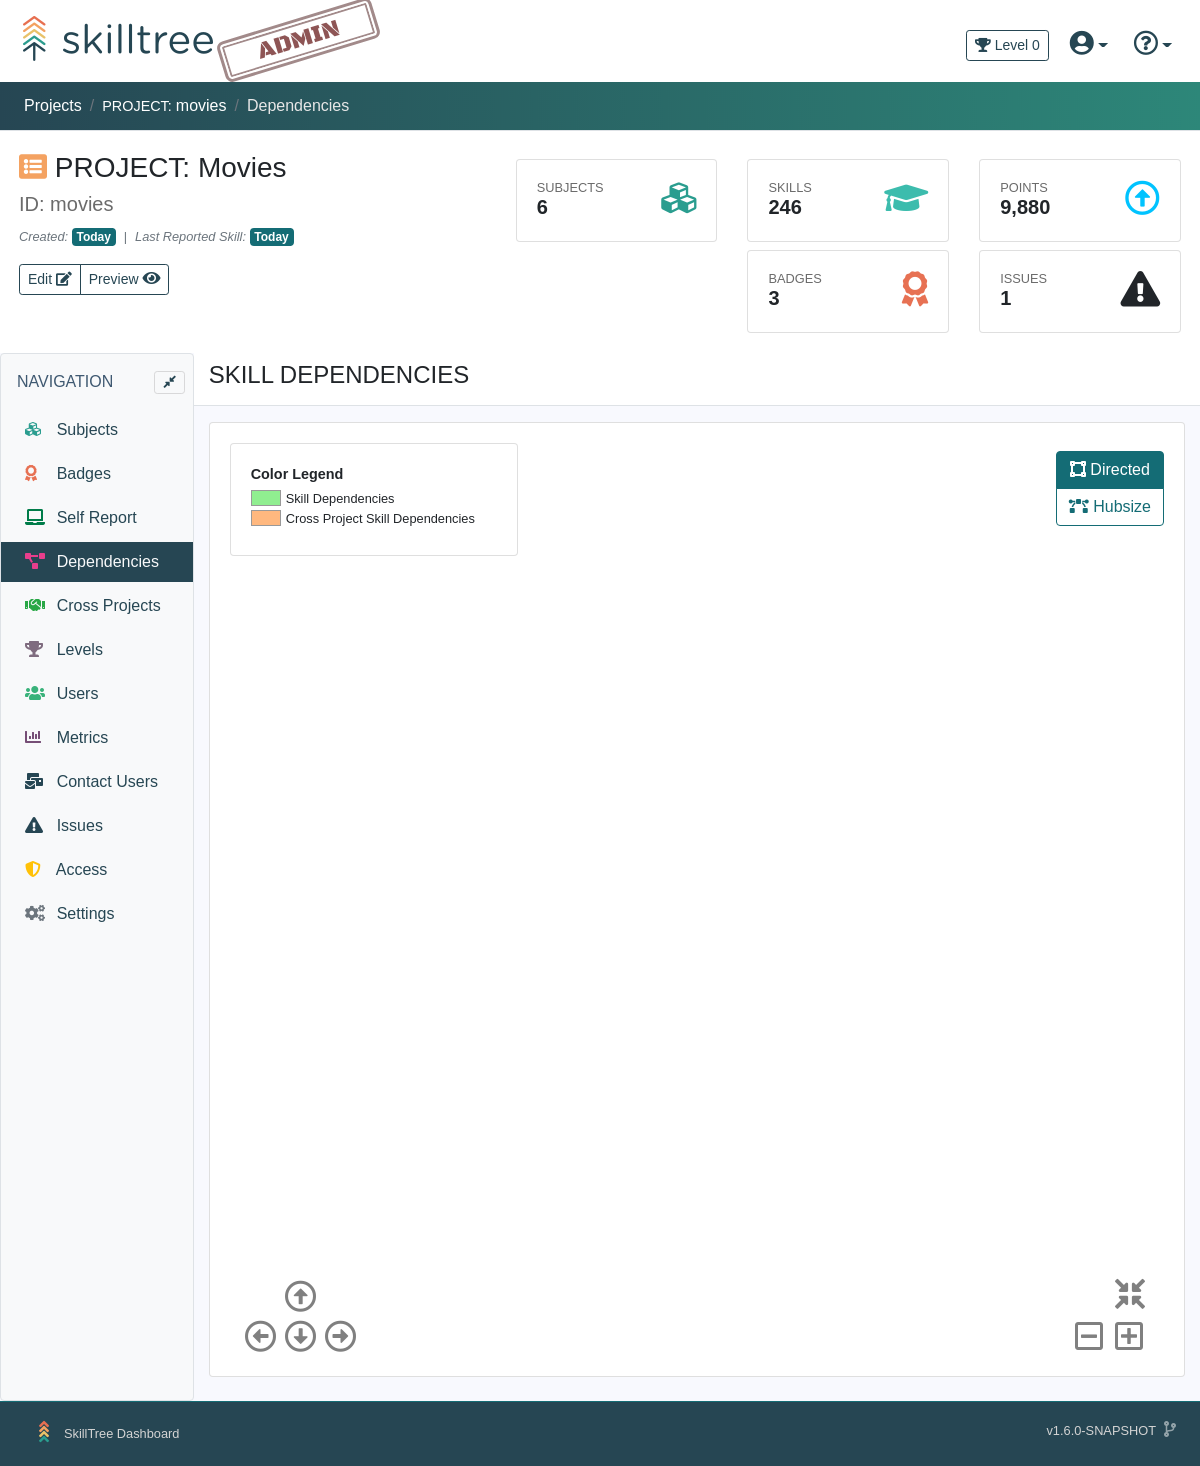 skilltree
ADMIN
Level 0
Projects / PROJECT: movies / Dependencies
PROJECT: Movies
ID: movies
Created: Today | Last Reported Skill: Today
Edit
Preview
SUBJECTS
6
SKILLS
246
POINTS
9,880
BADGES
3
ISSUES
1
NAVIGATION
Subjects
Badges
Self Report
Dependencies
Cross Projects
Levels
Users
Metrics
Contact Users
Issues
Access
Settings
SKILL DEPENDENCIES
Color Legend
Skill Dependencies
Cross Project Skill Dependencies
Directed
Hubsize
SkillTree Dashboard
v1.6.0-SNAPSHOT